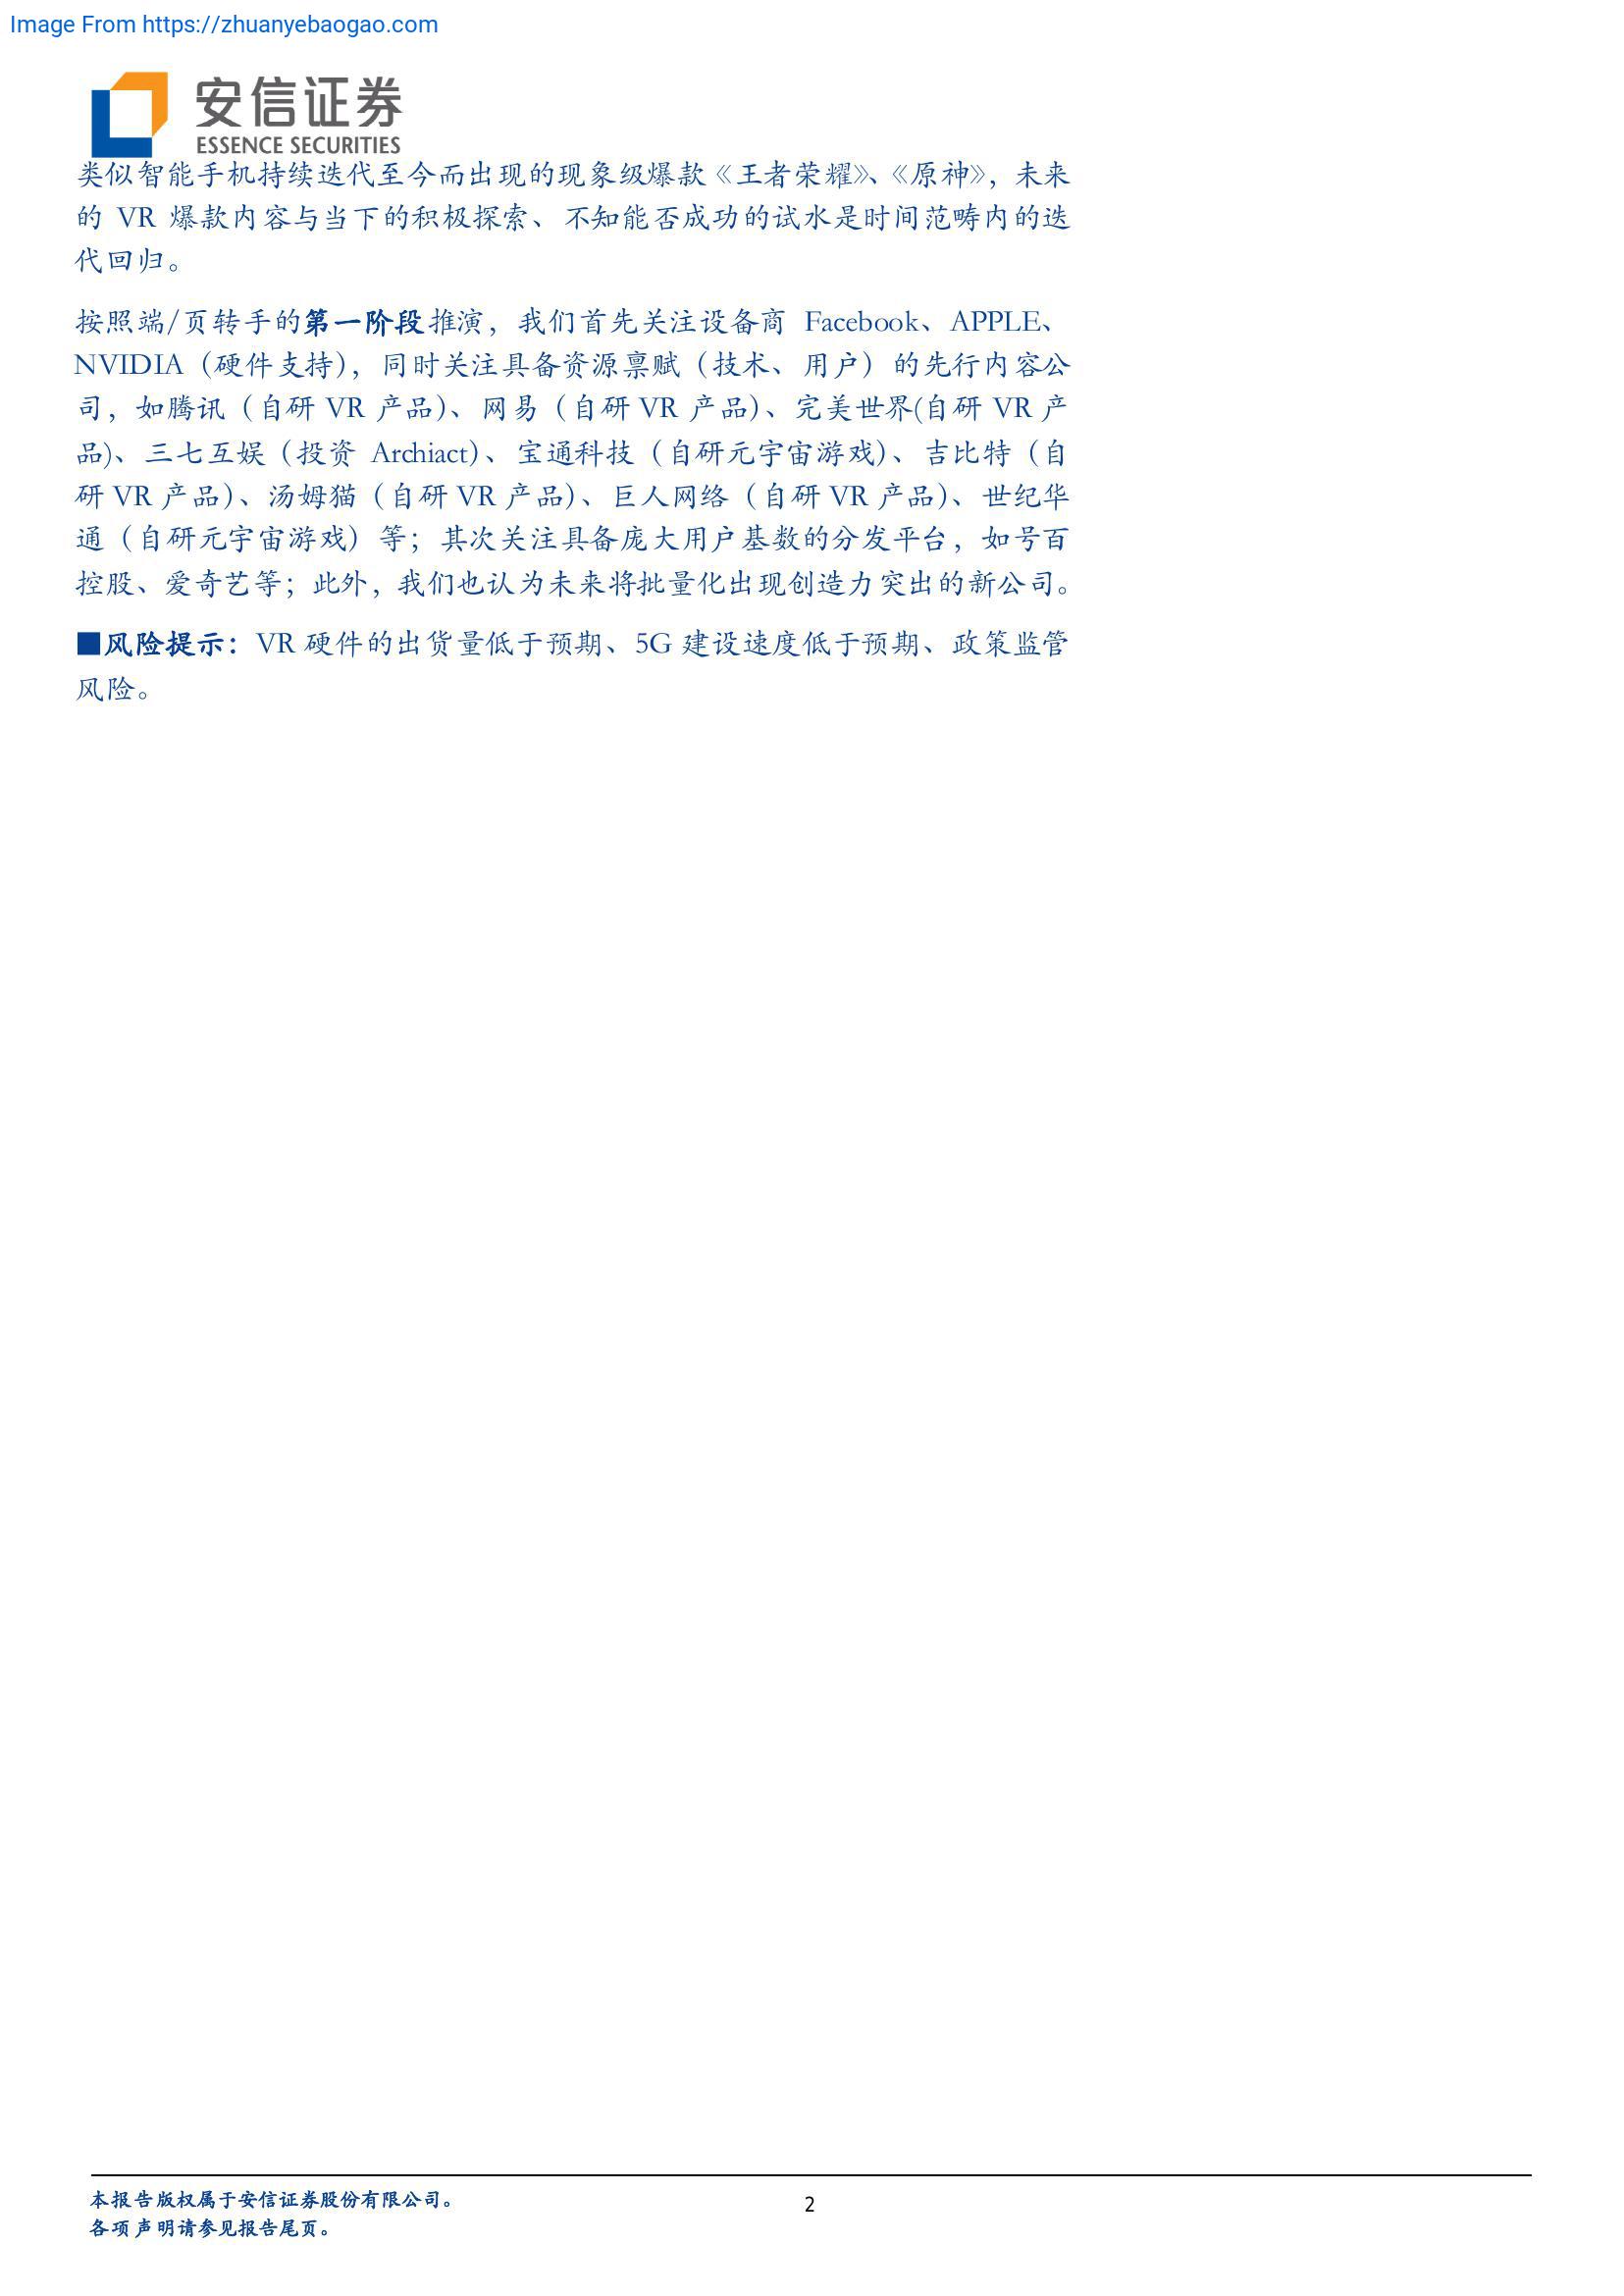 Image From https://zhuanyebaogao.com
安信证券
ESSENCE SECURITIES
类似智能手机持续迭代至今而出现的现象级爆款《王者荣耀》、《原神》，未来
的 VR 爆款内容与当下的积极探索、不知能否成功的试水是时间范畴内的迭
代回归。
按照端/页转手的第一阶段推演，我们首先关注设备商 Facebook、APPLE、
NVIDIA（硬件支持），同时关注具备资源禀赋（技术、用户）的先行内容公
司，如腾讯（自研 VR 产品）、网易（自研 VR 产品）、完美世界(自研 VR 产
品)、三七互娱（投资 Archiact）、宝通科技（自研元宇宙游戏）、吉比特（自
研 VR 产品）、汤姆猫（自研 VR 产品）、巨人网络（自研 VR 产品）、世纪华
通（自研元宇宙游戏）等；其次关注具备庞大用户基数的分发平台，如号百
控股、爱奇艺等；此外，我们也认为未来将批量化出现创造力突出的新公司。
■风险提示：VR 硬件的出货量低于预期、5G 建设速度低于预期、政策监管
风险。
本报告版权属于安信证券股份有限公司。
2
各项声明请参见报告尾页。